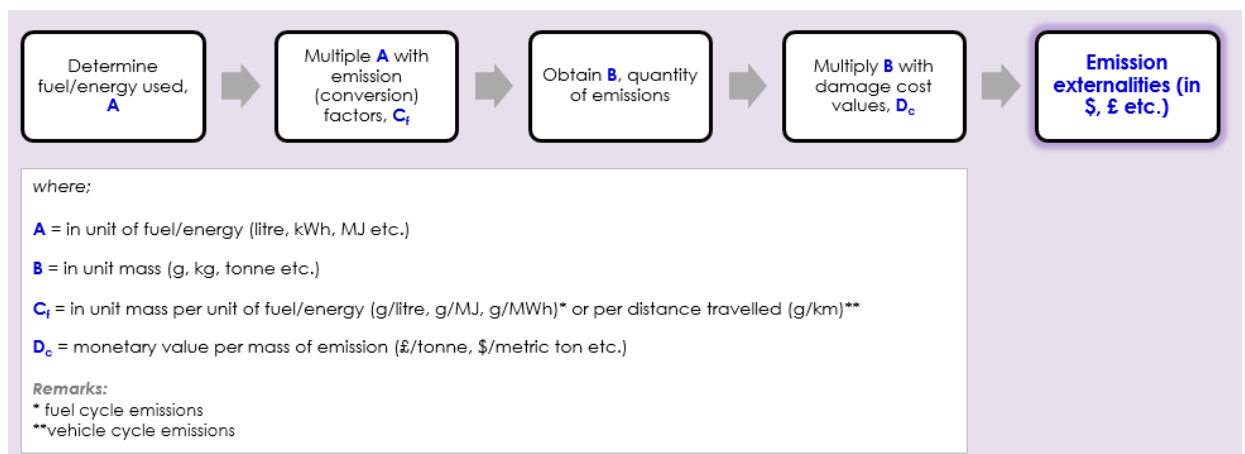 Determine
fuel/energy used,
A
Multiple A with
emission
(conversion)
factors, Cf
Obtain B, quantity
of emissions
Multiply B with
damage cost
values, Dc
Emission
externalities (in
$, £ etc.)
where;
A = in unit of fuel/energy (litre, kWh, MJ etc.)
B = in unit mass (g, kg, tonne etc.)
Cf = in unit mass per unit of fuel/energy (g/litre, g/MJ, g/MWh)* or per distance travelled (g/km)**
Dc = monetary value per mass of emission (£/tonne, $/metric ton etc.)
Remarks:
* fuel cycle emissions
**vehicle cycle emissions